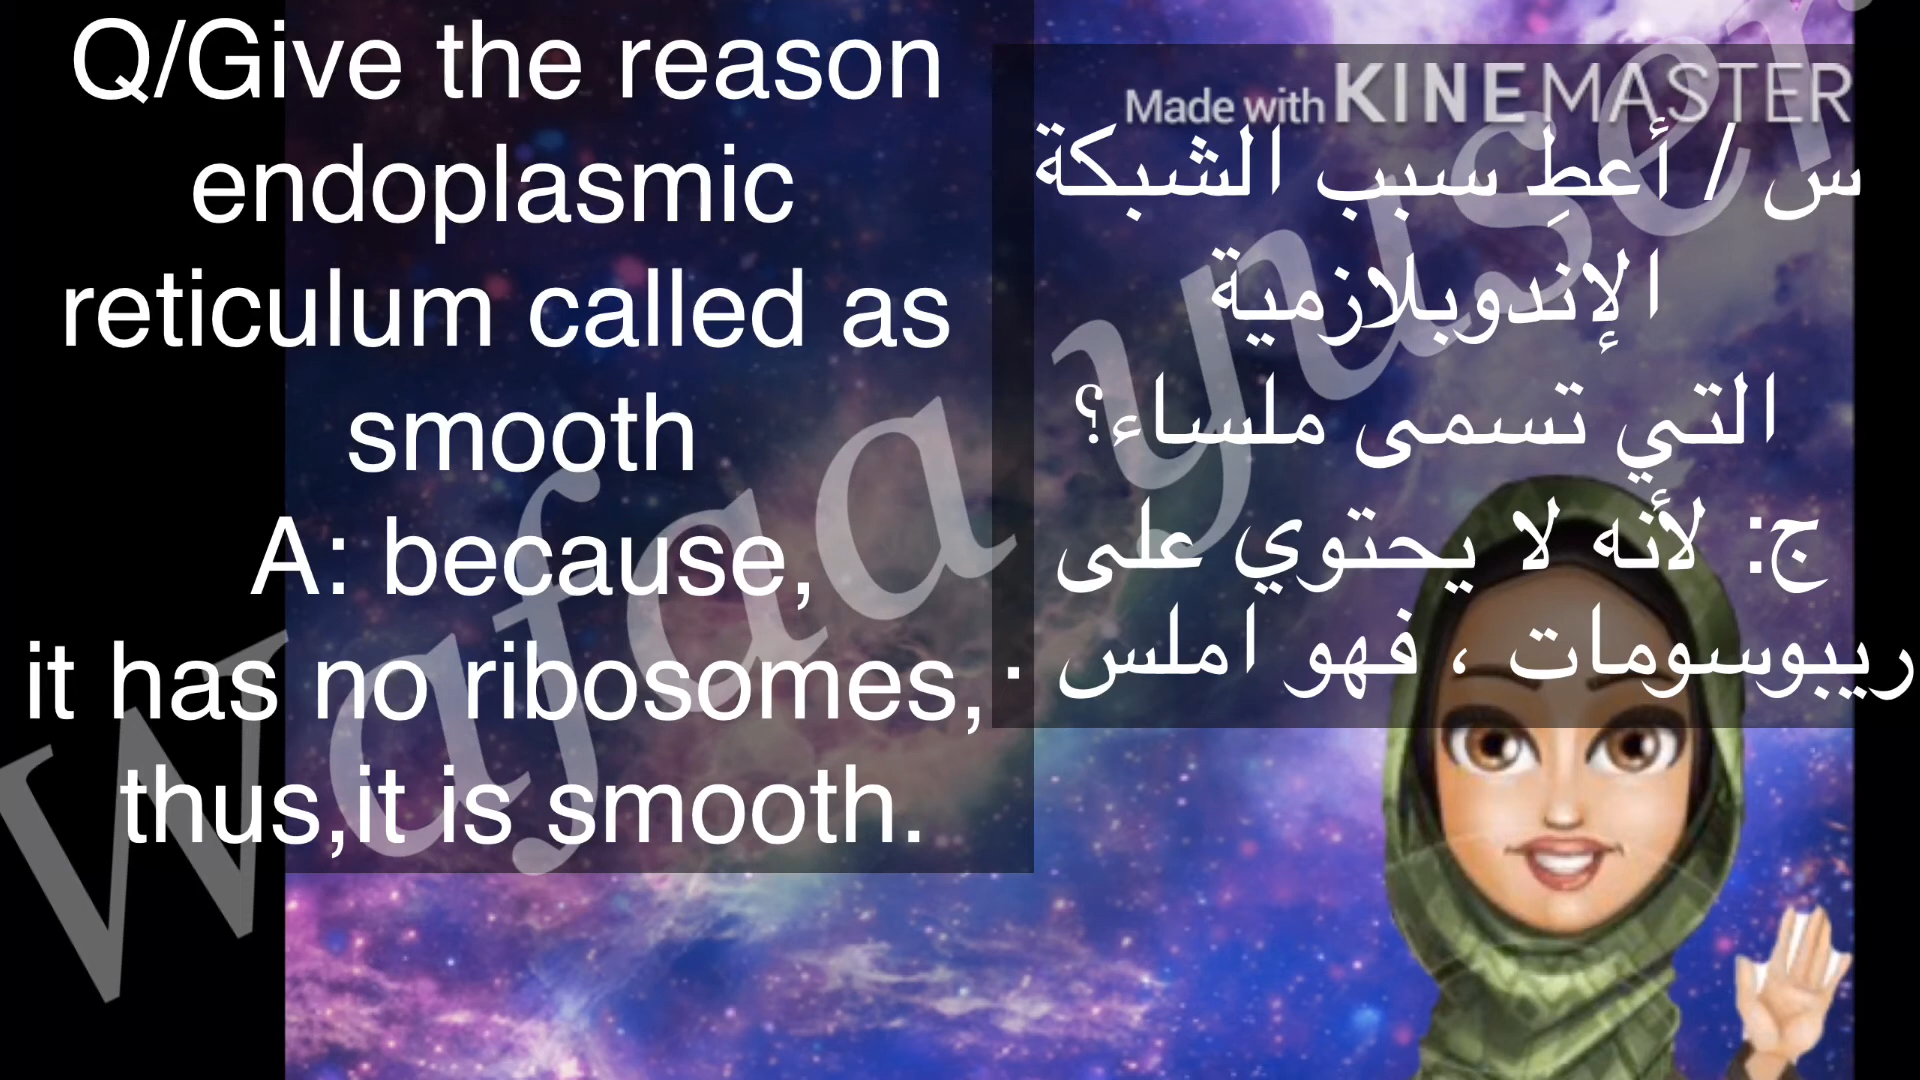 Q/Give the reason
endoplasmic
reticulum called as
smooth
A: because,
it has no ribosomes,
thus,it is smooth.
Made with KINEMASTER
س / أعطِ سبب الشبكة
الإندوبلازمية
التي تسمى ملساء؟
ج: لأنه لا يحتوي على
ريبوسومات ، فهو املس .
Wafaa yuser